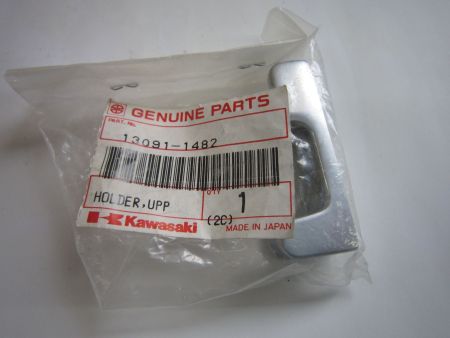 GENUINE PARTS
PART No.
13091-1482
QTY
HOLDER,UPP 1
(2C)
Kawasaki MADE IN JAPAN